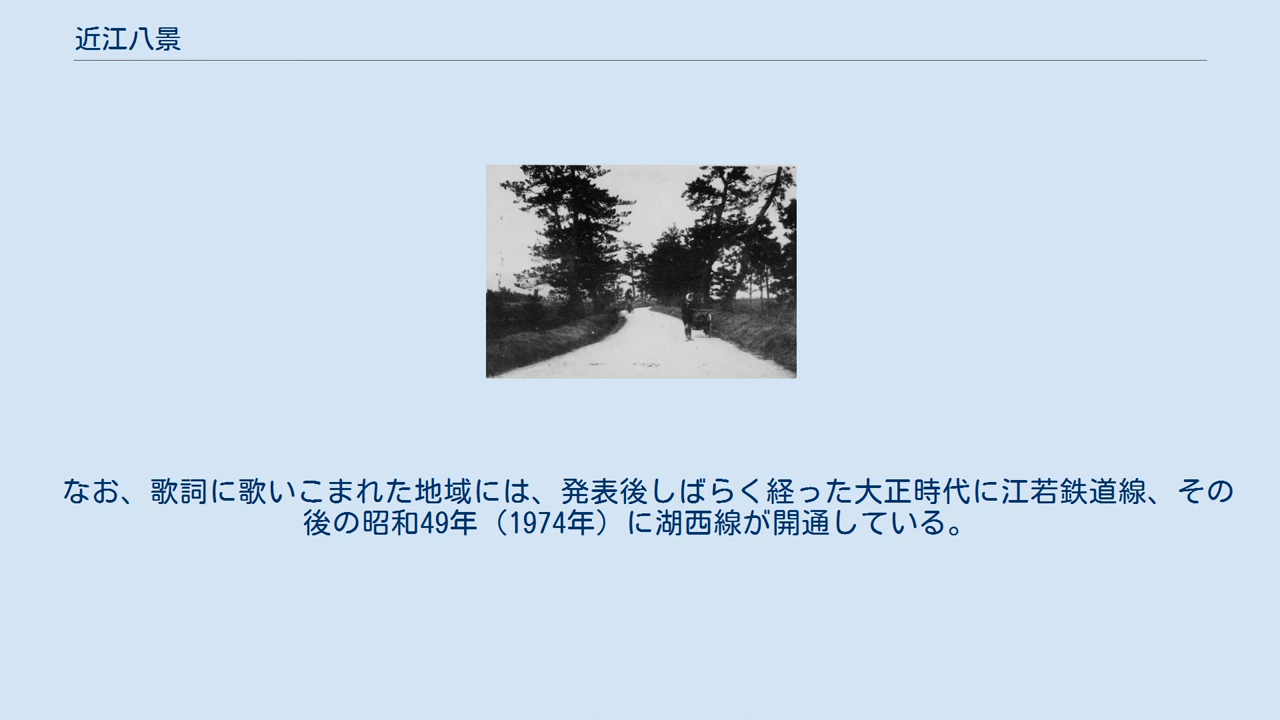 近江八景
なお、歌詞に歌いこまれた地域には、発表後しばらく経った大正時代に江若鉄道線、その
後の昭和49年（1974年）に湖西線が開通している。